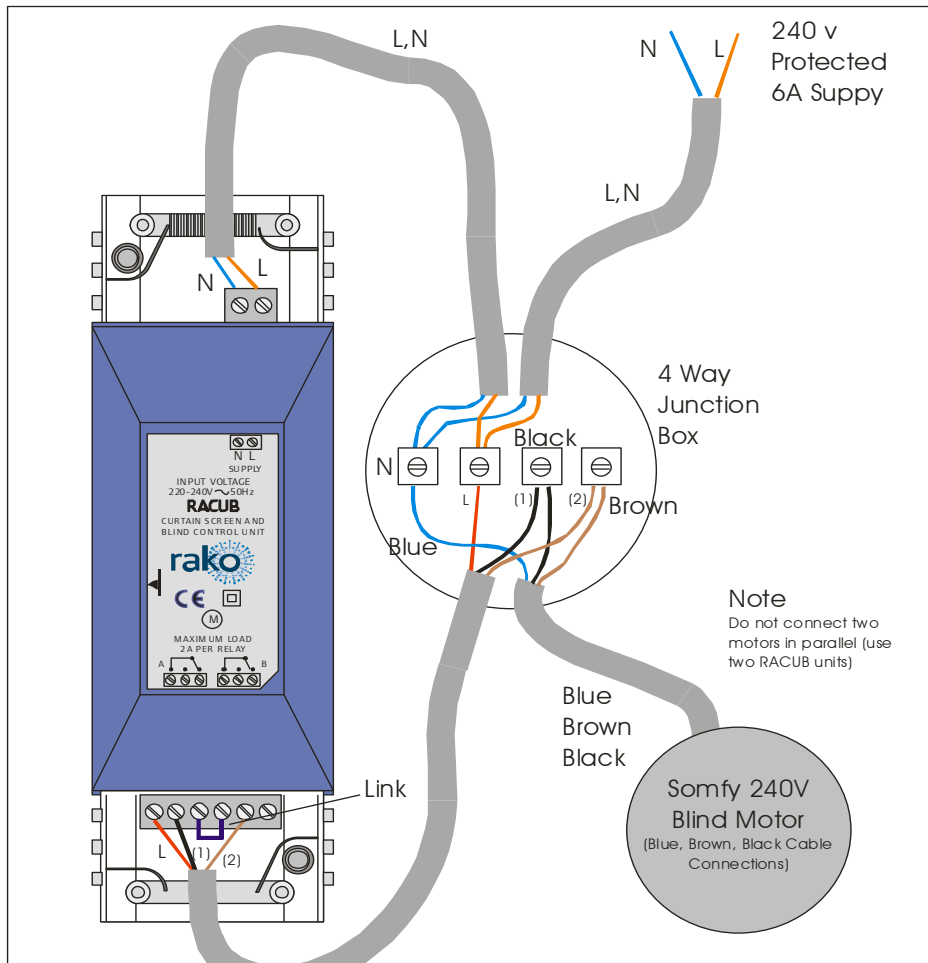 L,N
N
L
240 v
Protected
6A Suppy
L,N
N
L
4 Way
Junction
Box
Black
N
L
(1)
(2)
Brown
Blue
N L
SUPPLY
INPUT VOLTAGE
220-240V ~ 50Hz
RACUB
CURTAIN SCREEN AND
BLIND CONTROL UNIT
rako
CE
M
MAXIMUM LOAD
2A PER RELAY
A
B
Note
Do not connect two
motors in parallel (use
two RACUB units)
Blue
Brown
Black
Link
L
(1)
(2)
Somfy 240V
Blind Motor
(Blue, Brown, Black Cable
Connections)